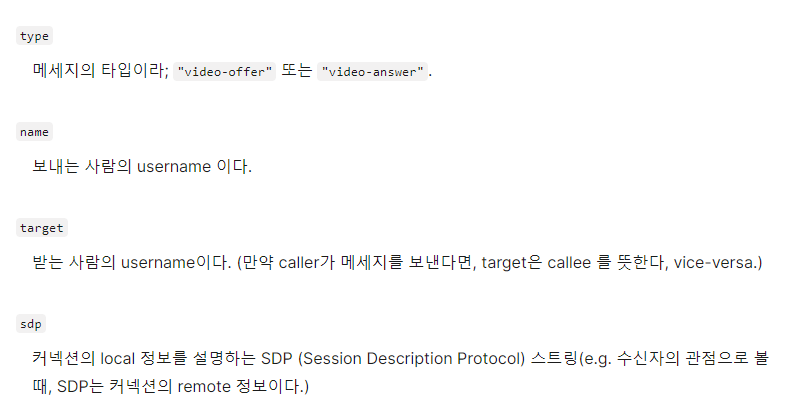 type
메세지의 타입이라; "video-offer" 또는 "video-answer".
name
보내는 사람의 username 이다.
target
받는 사람의 username이다. (만약 caller가 메세지를 보낸다면, target은 callee 를 뜻한다, vice-versa.)
sdp
커넥션의 local 정보를 설명하는 SDP (Session Description Protocol) 스트링(e.g. 수신자의 관점으로 볼
때, SDP는 커넥션의 remote 정보이다.)